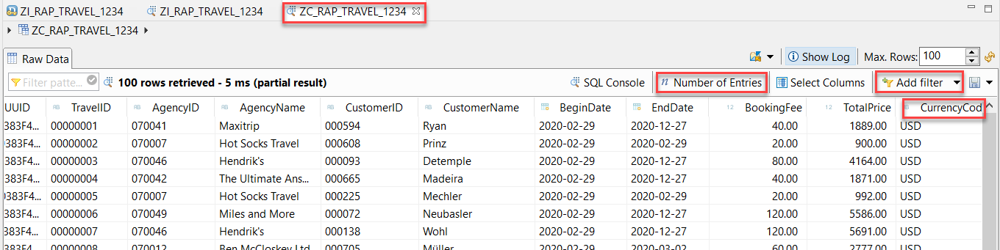 ZI_RAP_TRAVEL_1234 ZI_RAP_TRAVEL_1234 ZC_RAP_TRAVEL_1234
ZC_RAP_TRAVEL_1234
Raw Data Show Log Max. Rows: 100
Filter patte... 100 rows retrieved - 5 ms (partial result) SQL Console n Number of Entries Select Columns Add filter
UUID AB TravelID AB AgencyID AB AgencyName AB CustomerID AB CustomerName BeginDate EndDate 12 BookingFee 12 TotalPrice CurrencyCod
383F4... 00000001 070041 Maxitrip 000594 Ryan 2020-02-29 2020-12-27 40.00 1889.00 USD
0383F4... 00000002 070007 Hot Socks Travel 000608 Prinz 2020-02-29 2020-02-29 20.00 900.00 USD
383F4... 00000003 070046 Hendrik's 000093 Detemple 2020-02-29 2020-12-27 80.00 4164.00 USD
383F4... 00000004 070042 The Ultimate Ans... 000665 Madeira 2020-02-29 2020-12-27 40.00 1871.00 USD
0383F4... 00000005 070007 Hot Socks Travel 000225 Mechler 2020-02-29 2020-02-29 20.00 992.00 USD
383F4... 00000006 070049 Miles and More 000072 Neubasler 2020-02-29 2020-12-27 120.00 5586.00 USD
383F4... 00000007 070046 Hendrik's 000138 Wohl 2020-02-29 2020-12-27 120.00 5691.00 USD
383F4... 00000008 070012 Ben McCloskey Ltd. 000705 Müller 2020-02-29 2020-03-02 60.00 2777.00 USD